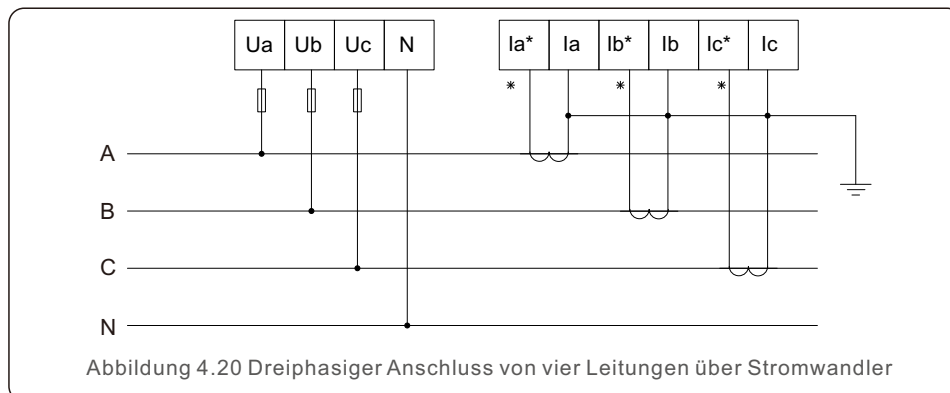 Ua Ub Uc N Ia* Ia Ib* Ib Ic* Ic
* * *
A
B
C
N
Abbildung 4.20 Dreiphasiger Anschluss von vier Leitungen über Stromwandler